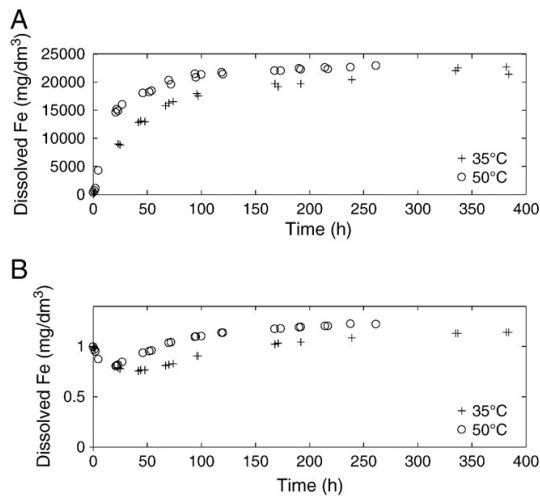 A
Dissolved Fe (mg/dm³)
25000
20000
15000
10000
5000
0
+ 35°C
○ 50°C
0 50 100 150 200 250 300 350 400
Time (h)
B
Dissolved Fe (mg/dm³)
1
0.5
0
+ 35°C
○ 50°C
0 50 100 150 200 250 300 350 400
Time (h)